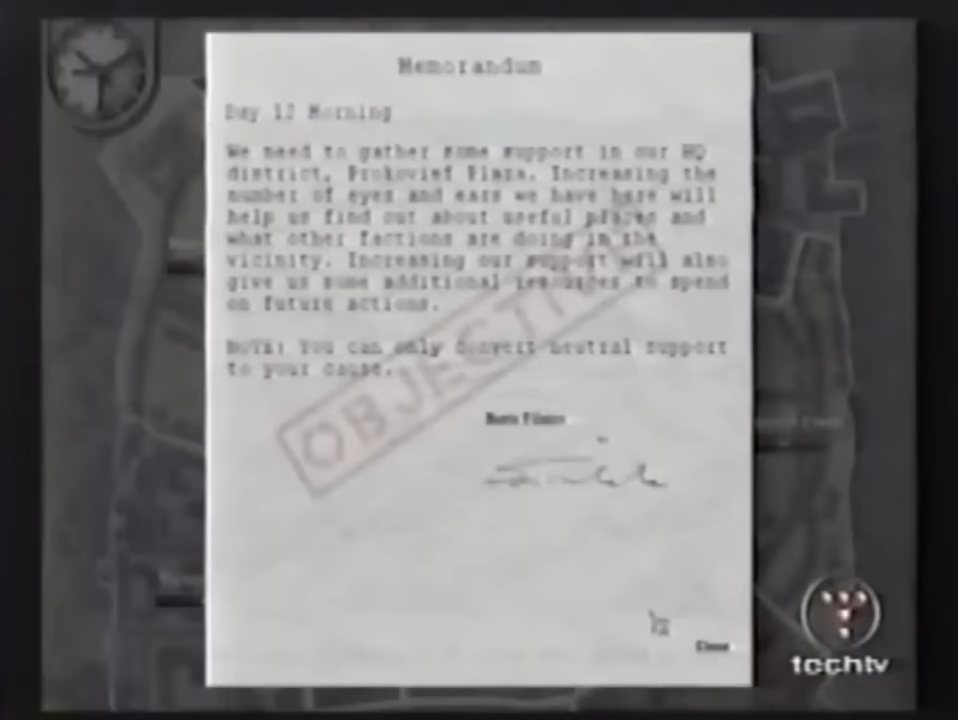 Memorandum
Day 12 Morning
We need to gather some support in our HQ
district, Prokovief Plaza. Increasing the
number of eyes and ears we have here will
help us find out about useful places and
what other factions are doing in the
vicinity. Increasing our support will also
give us some additional resources to spend
on future actions.
NOTE: You can only convert neutral support
to your cause.
OBJECTIVE
Close
techtv